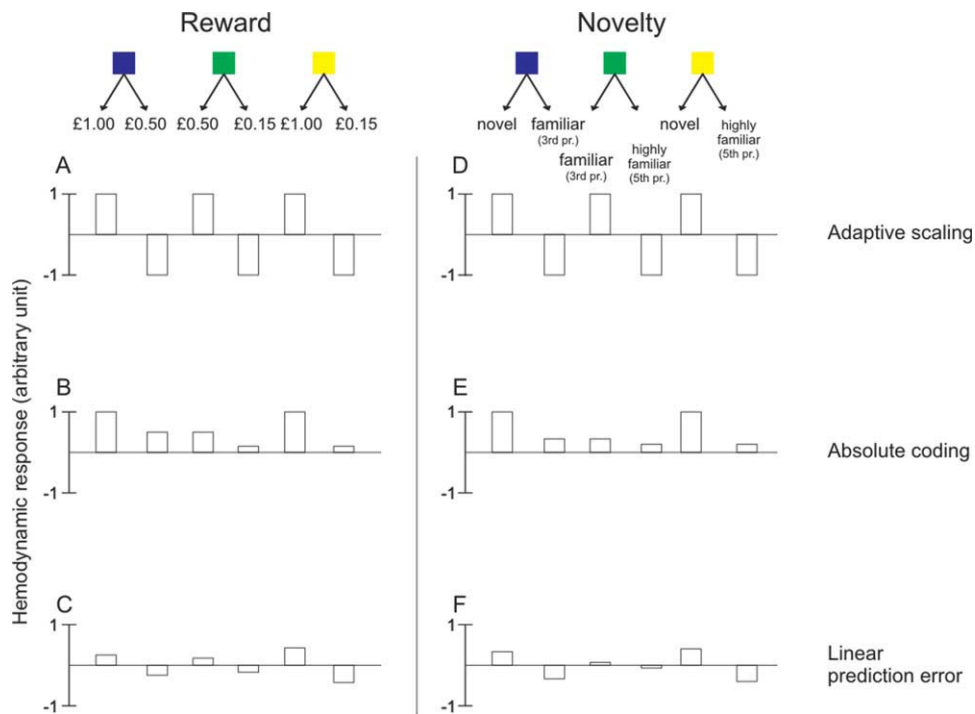 Reward
Novelty
£1.00 £0.50 £0.50 £0.15 £1.00 £0.15
novel familiar novel highly
(3rd pr.) familiar
(5th pr.)
familiar highly
(3rd pr.) familiar
(5th pr.)
A
D
1
-1
1
-1
Adaptive scaling
B
E
1
-1
1
-1
Absolute coding
C
F
1
-1
1
-1
Linear
prediction error
Hemodynamic response (arbitrary unit)